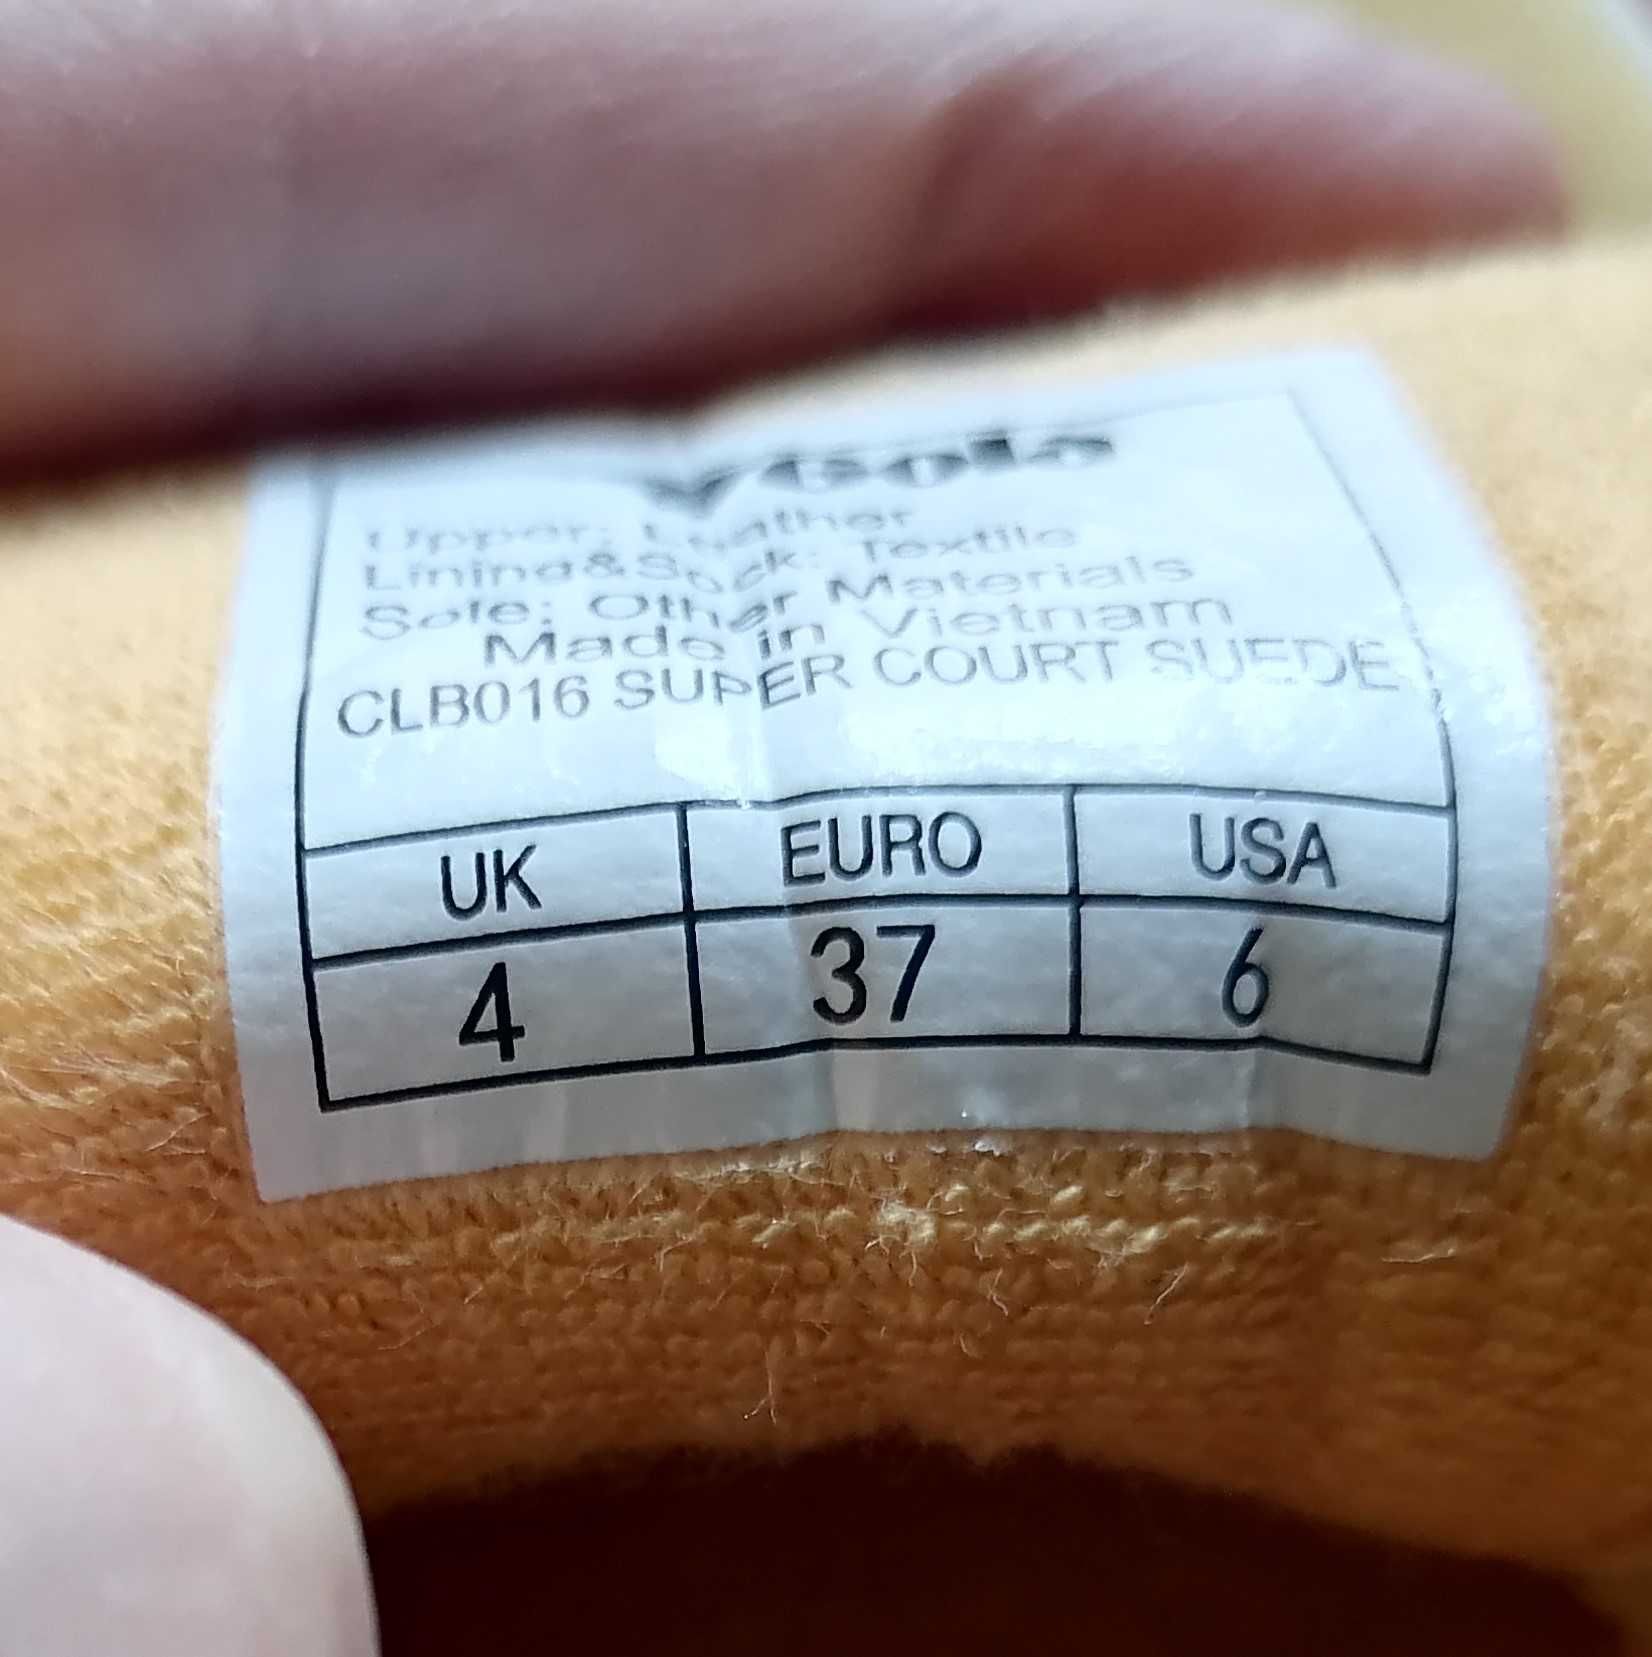 Gola
Upper: Leather
Lining&Sock: Textile
Sole: Other Materials
Made in Vietnam
CLB016 SUPER COURT SUEDE
UK EURO USA
4 37 6